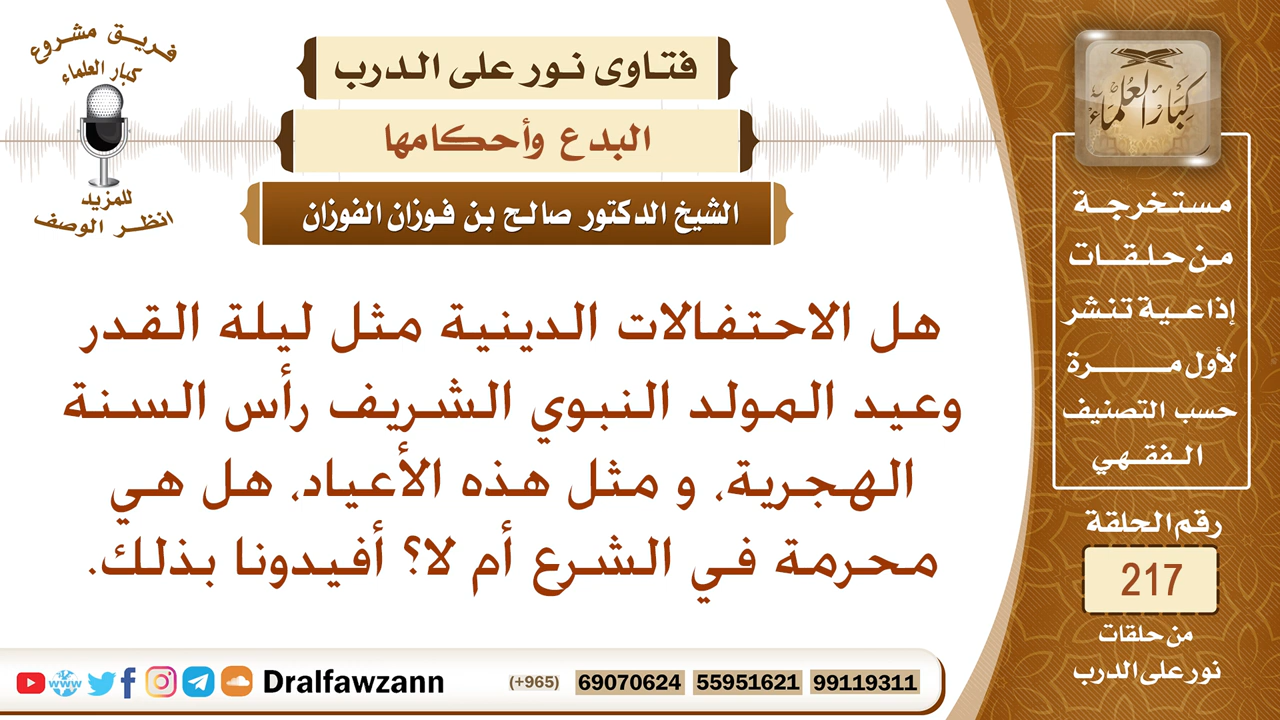 فريق مشروع
كبار العلماء
للمزيد
انظر الوصف
فتاوى نور على الدرب
البدع وأحكامها
الشيخ الدكتور صالح بن فوزان الفوزان
هل الاحتفالات الدينية مثل ليلة القدر
وعيد المولد النبوي الشريف رأس السنة
الهجرية، و مثل هذه الأعياد، هل هي
محرمة في الشرع أم لا؟ أفيدونا بذلك.
كبار العلماء
مستخرجة
من حلقات
إذاعية تنشر
لأول مرة
حسب التصنيف
الفقهي
رقم الحلقة
217
من حلقات
نور على الدرب
www
Dralfawzann
(+965) 69070624 55951621 99119311